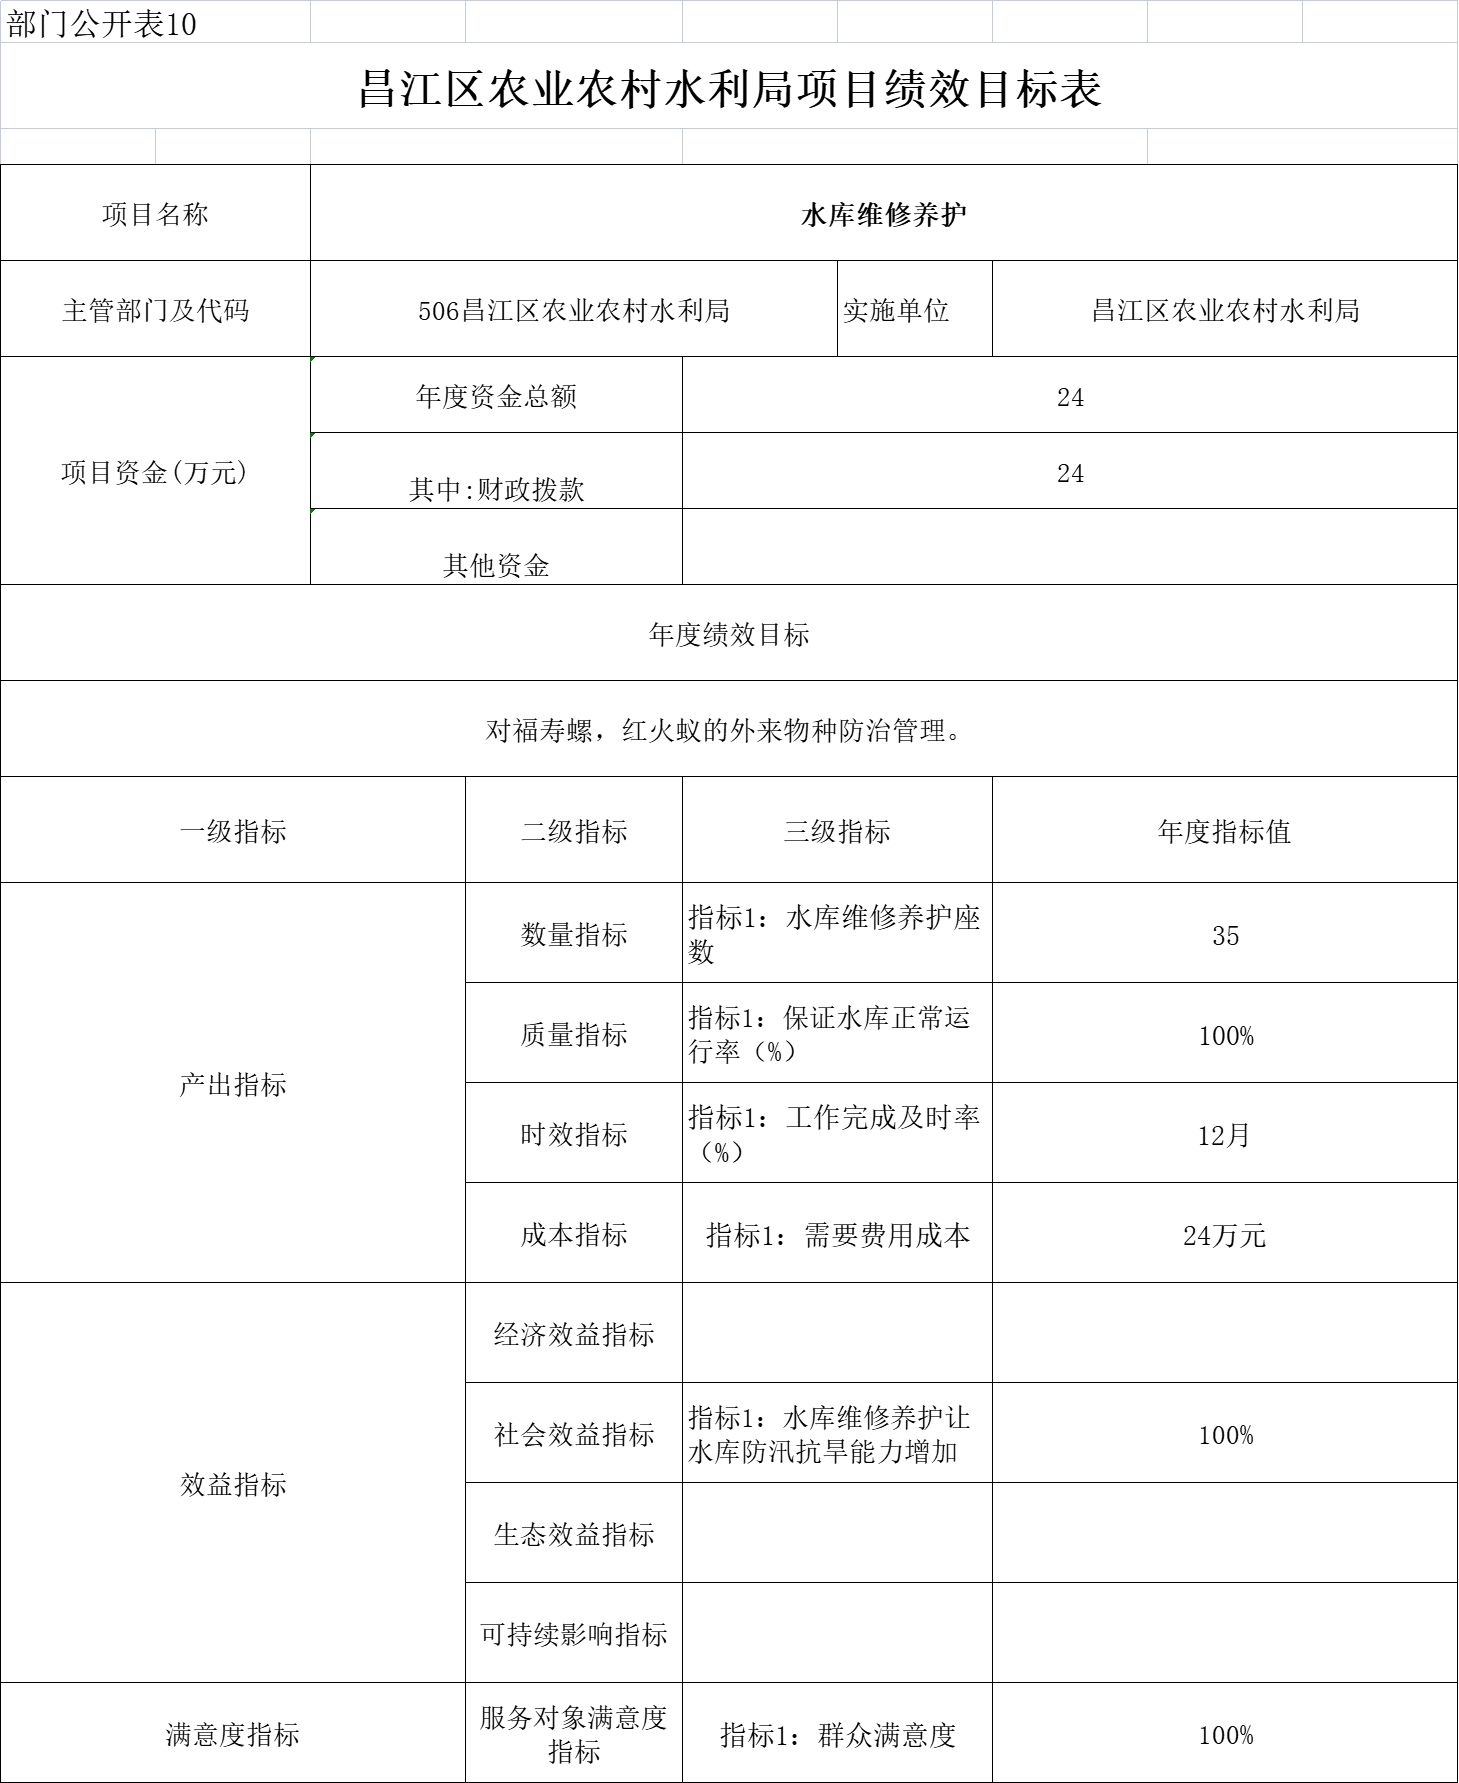 部门公开表10
昌江区农业农村水利局项目绩效目标表
项目名称
水库维修养护
主管部门及代码
506昌江区农业农村水利局
实施单位
昌江区农业农村水利局
项目资金(万元)
年度资金总额
24
其中:财政拨款
24
其他资金
年度绩效目标
对福寿螺，红火蚁的外来物种防治管理。
一级指标
二级指标
三级指标
年度指标值
产出指标
数量指标
指标1：水库维修养护座
数
35
质量指标
指标1：保证水库正常运
行率（%）
100%
时效指标
指标1：工作完成及时率
（%）
12月
成本指标
指标1：需要费用成本
24万元
效益指标
经济效益指标
社会效益指标
指标1：水库维修养护让
水库防汛抗旱能力增加
100%
生态效益指标
可持续影响指标
满意度指标
服务对象满意度
指标
指标1：群众满意度
100%